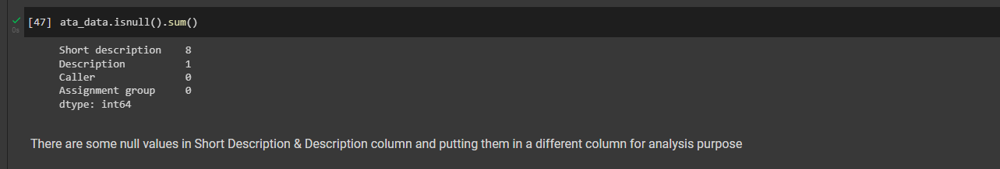 [47] ata_data.isnull().sum()
0s
Short description 8
Description 1
Caller 0
Assignment group 0
dtype: int64
There are some null values in Short Description & Description column and putting them in a different column for analysis purpose